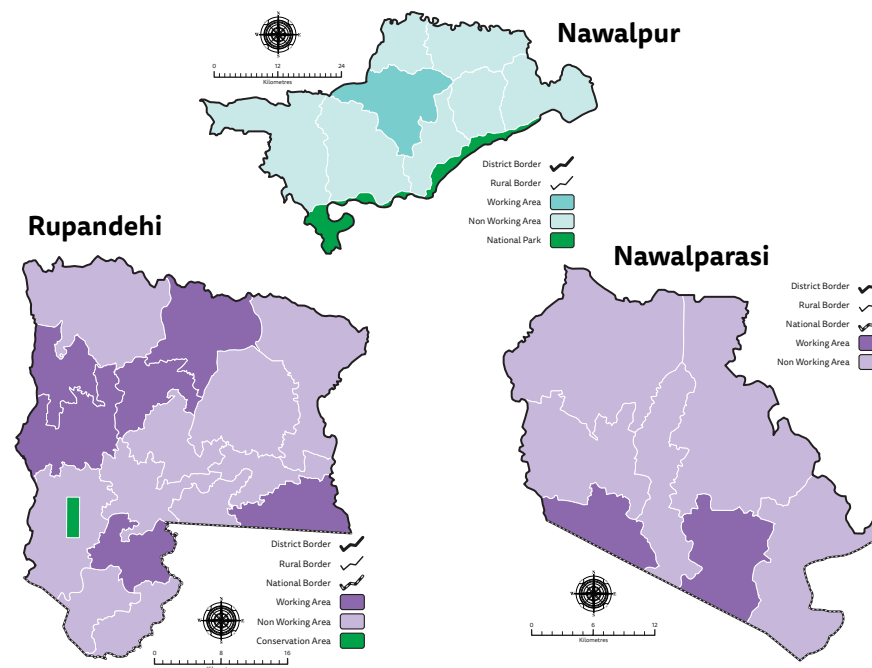 Nawalpur
0 12 24
Kilometres
District Border
Rural Border
Working Area
Non Working Area
National Park
Rupandehi
District Border
Rural Border
National Border
Working Area
Non Working Area
Conservation Area
0 8 16
Nawalparasi
District Border
Rural Border
National Border
Working Area
Non Working Area
0 6 12
Kilometres